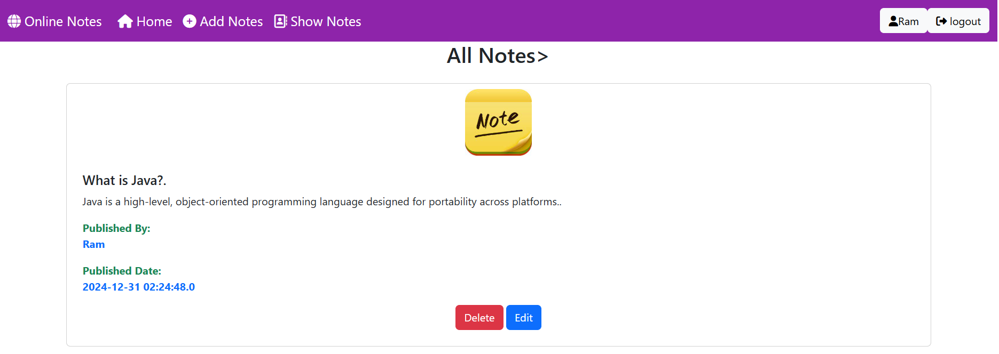 Online Notes Home Add Notes Show Notes Ram logout
All Notes>
Note
What is Java?.
Java is a high-level, object-oriented programming language designed for portability across platforms..
Published By:
Ram
Published Date:
2024-12-31 02:24:48.0
Delete Edit